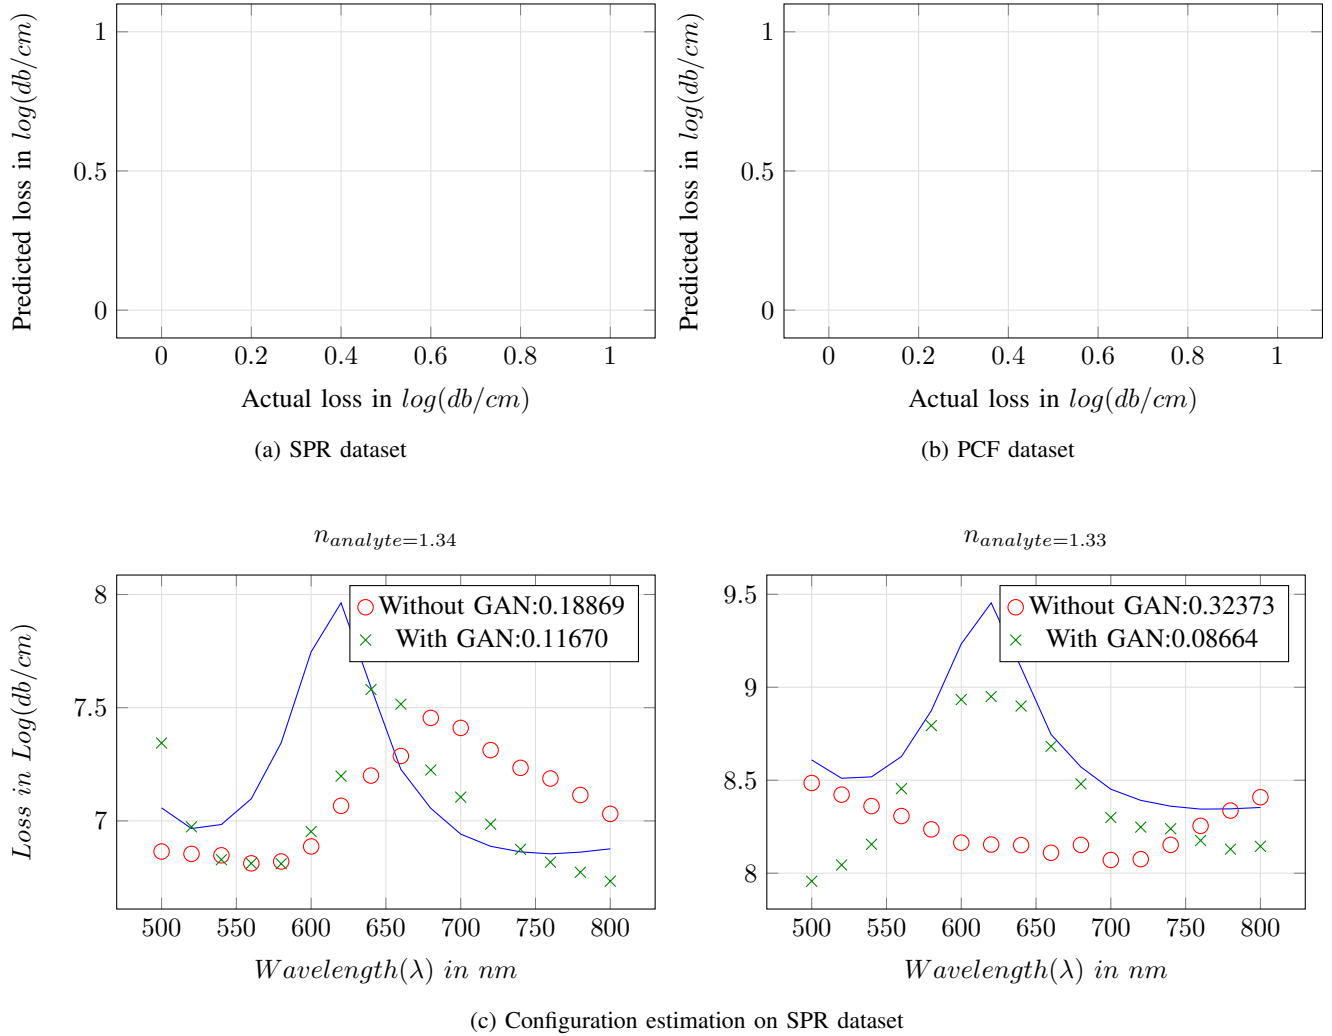 Predicted loss in log(db/cm)
1
0.5
0
0 0.2 0.4 0.6 0.8 1
Actual loss in log(db/cm)
(a) SPR dataset
Predicted loss in log(db/cm)
1
0.5
0
0 0.2 0.4 0.6 0.8 1
Actual loss in log(db/cm)
(b) PCF dataset
n_{analyte=1.34}
Loss in Log(db/cm)
8
7.5
7
Without GAN:0.18869
With GAN:0.11670
500 550 600 650 700 750 800
Wavelength(λ) in nm
n_{analyte=1.33}
9.5
9
8.5
8
Without GAN:0.32373
With GAN:0.08664
500 550 600 650 700 750 800
Wavelength(λ) in nm
(c) Configuration estimation on SPR dataset